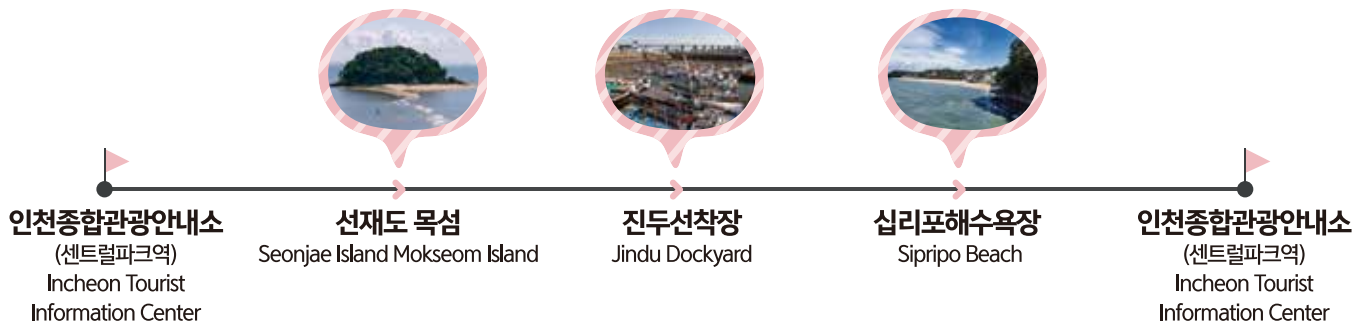 인천종합관광안내소
(센트럴파크역)
Incheon Tourist
Information Center
선재도 목섬
Seonjae Island Mokseom Island
진두선착장
Jindu Dockyard
십리포해수욕장
Sipripo Beach
인천종합관광안내소
(센트럴파크역)
Incheon Tourist
Information Center